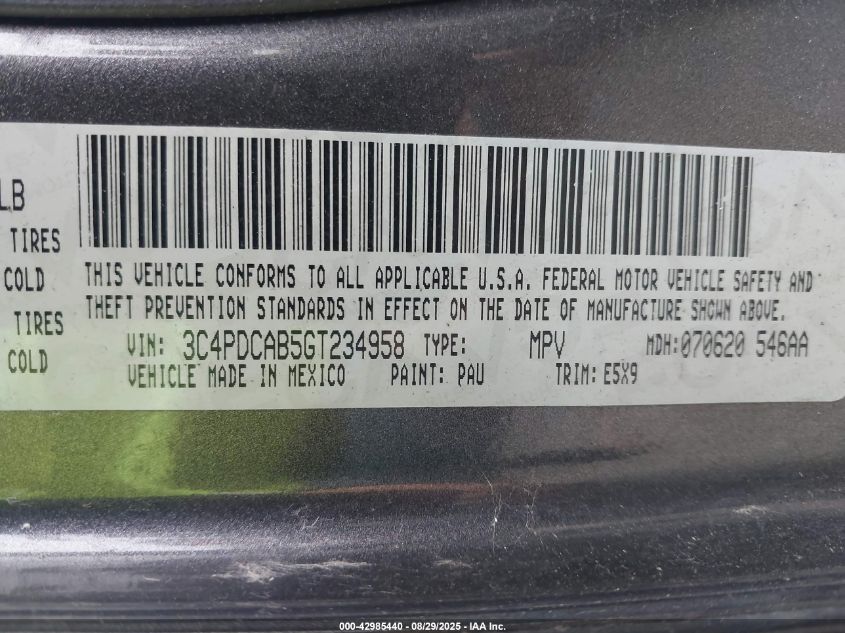 LB
TIRES
COLD
TIRES
COLD
THIS VEHICLE CONFORMS TO ALL APPLICABLE U.S.A. FEDERAL MOTOR VEHICLE SAFETY AND
THEFT PREVENTION STANDARDS IN EFFECT ON THE DATE OF MANUFACTURE SHOWN ABOVE.
VIN: 3C4PDCAB5GT234958 TYPE: MPV MDH:070620 546AA
VEHICLE MADE IN MEXICO PAINT: PAU TRIM: E5X9
000-42985440 - 08/29/2025 - IAA Inc.